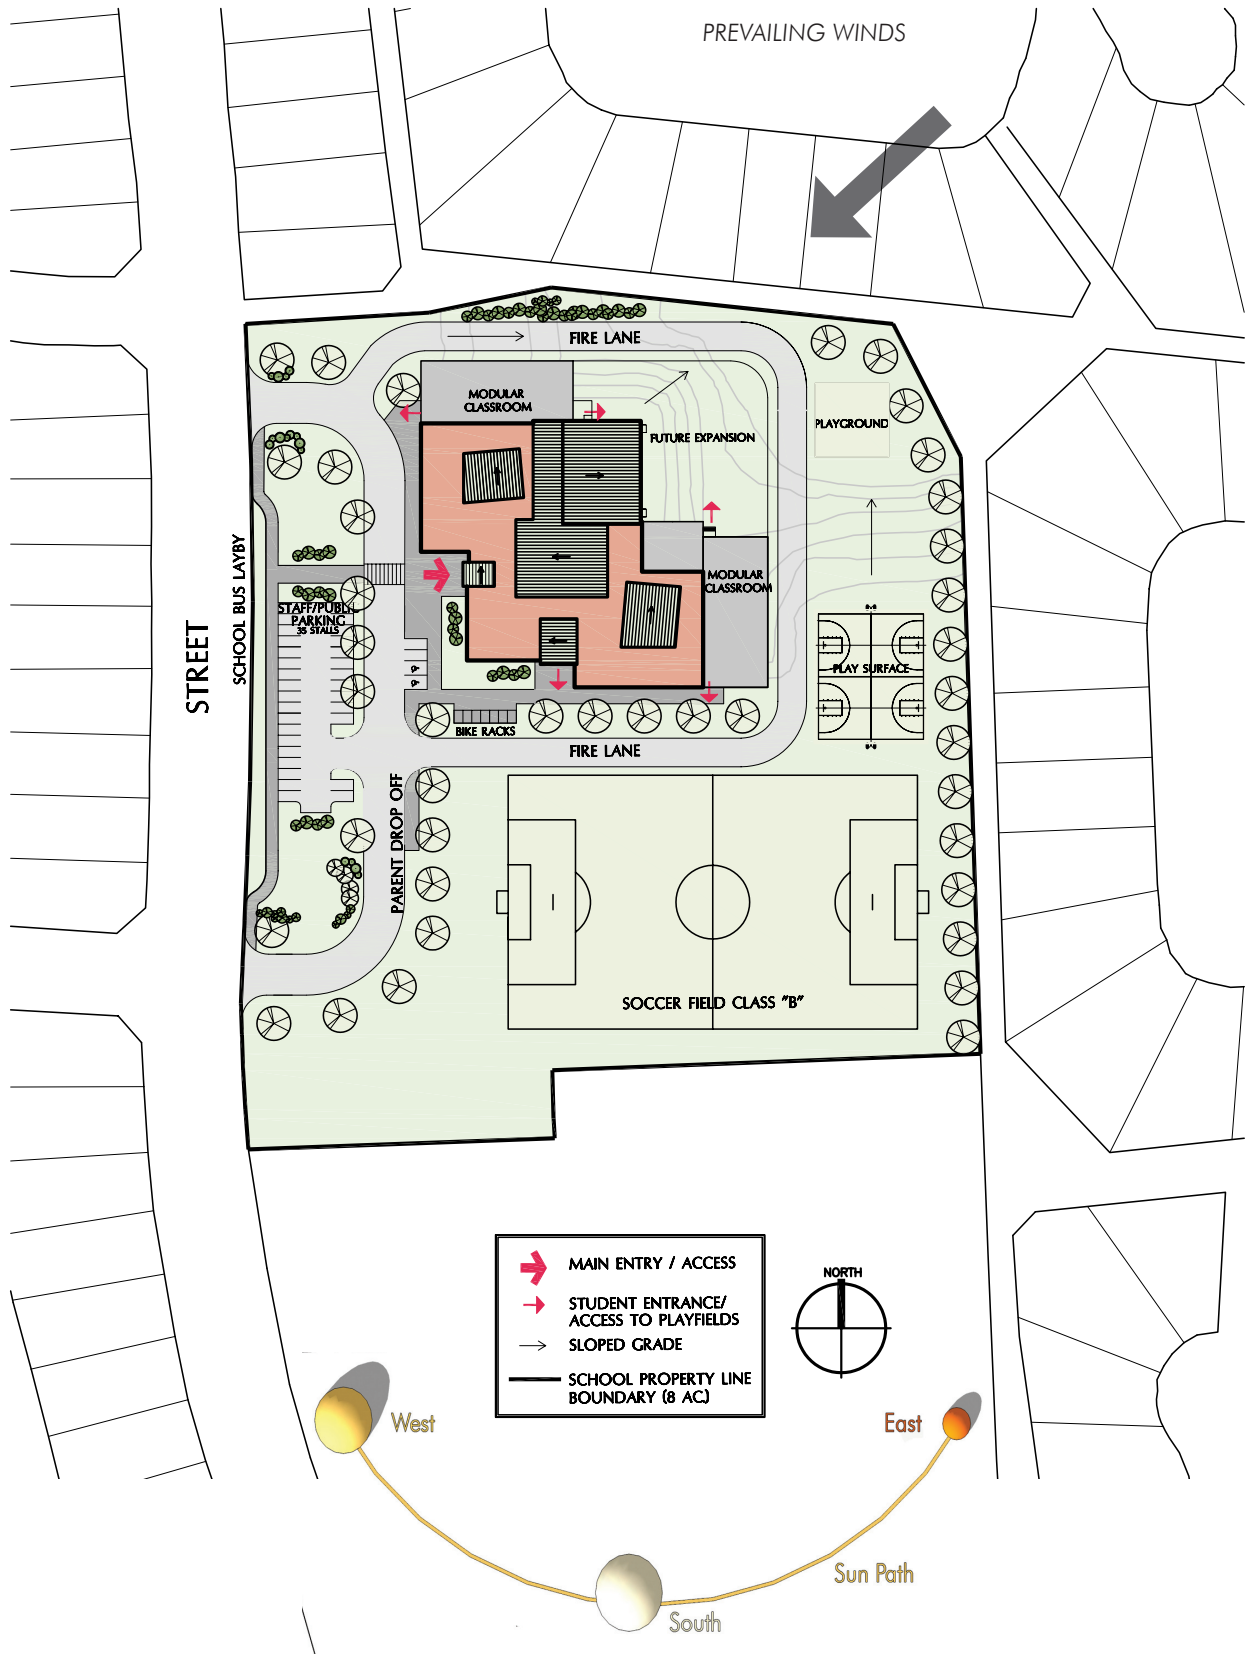 PREVAILING WINDS
FIRE LANE
MODULAR
CLASSROOM
FUTURE EXPANSION
PLAYGROUND
STREET
SCHOOL BUS LAYBY
STAFF/PUBLIC
PARKING
35 STALLS
MODULAR
CLASSROOM
PLAY SURFACE
BIKE RACKS
FIRE LANE
PARENT DROP OFF
SOCCER FIELD CLASS "B"
MAIN ENTRY / ACCESS
STUDENT ENTRANCE/
ACCESS TO PLAYFIELDS
SLOPED GRADE
SCHOOL PROPERTY LINE
BOUNDARY (8 AC.)
NORTH
West
East
Sun Path
South